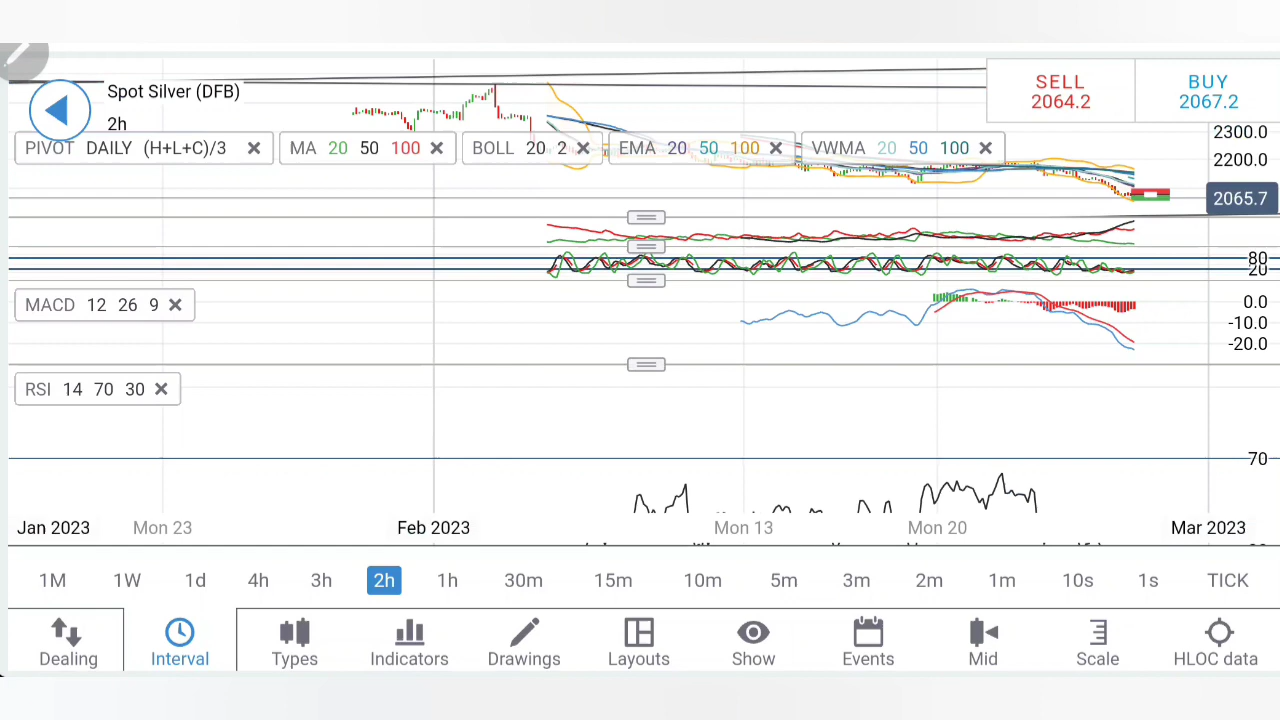 Spot Silver (DFB)
2h
SELL BUY
2064.2 2067.2
2300.0
PIVOT DAILY (H+L+C)/3 MA 20 50 100 BOLL 20 2 EMA 20 50 100 VWMA 20 50 100
2200.0
2065.7
80
20
MACD 12 26 9
0.0
-10.0
-20.0
RSI 14 70 30
70
Jan 2023 Mon 23 Feb 2023 Mon 13 Mon 20 Mar 2023
1M 1W 1d 4h 3h 2h 1h 30m 15m 10m 5m 3m 2m 1m 10s 1s TICK
Dealing Interval Types Indicators Drawings Layouts Show Events Mid Scale HLOC data